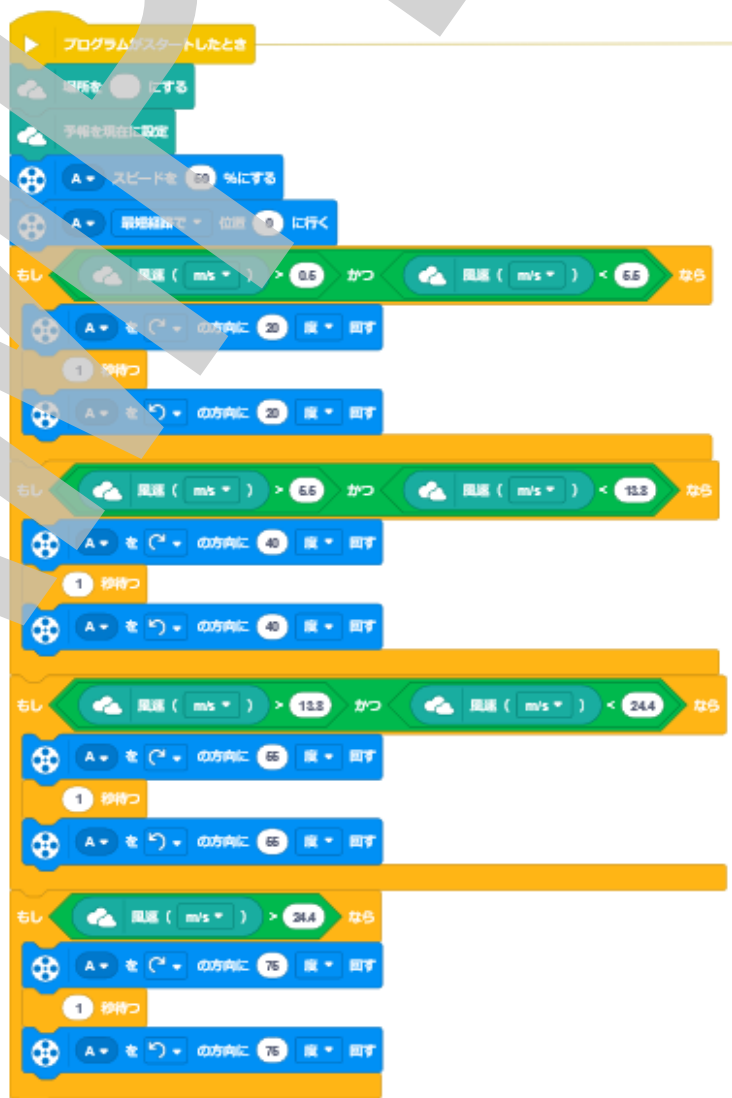 プログラムがスタートしたとき
場所を にする
予報を現在に設定
A スピードを 50 %にする
A 最短経路で 位置 0 に行く
もし 風速 ( m/s ) > 0.5 かつ 風速 ( m/s ) < 5.5 なら
A を の方向に 20 度 回す
1 秒待つ
A を の方向に 20 度 回す
もし 風速 ( m/s ) > 5.5 かつ 風速 ( m/s ) < 13.8 なら
A を の方向に 40 度 回す
1 秒待つ
A を の方向に 40 度 回す
もし 風速 ( m/s ) > 13.8 かつ 風速 ( m/s ) < 24.4 なら
A を の方向に 55 度 回す
1 秒待つ
A を の方向に 55 度 回す
もし 風速 ( m/s ) > 24.4 なら
A を の方向に 75 度 回す
1 秒待つ
A を の方向に 75 度 回す